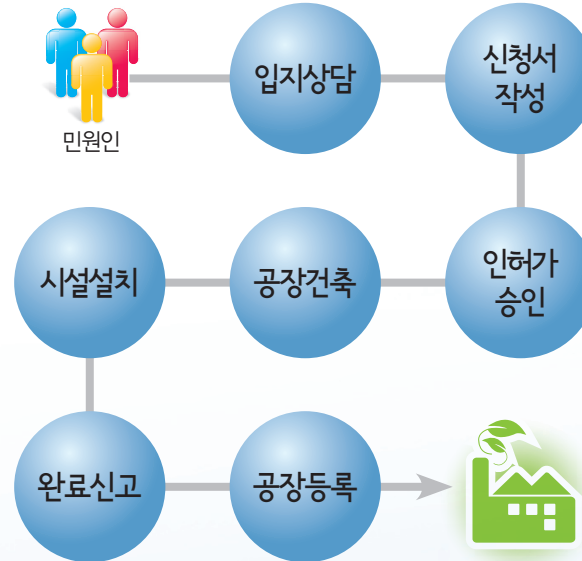 민원인
입지상담
신청서
작성
인허가
승인
공장건축
시설설치
완료신고
공장등록